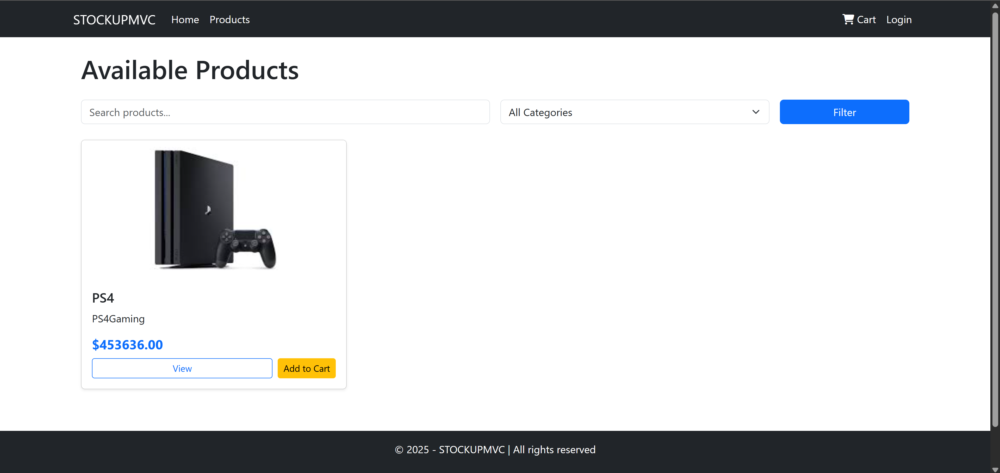 STOCKUPMVC Home Products Cart Login
Available Products
Search products... All Categories Filter
PS4
PS4Gaming
$453636.00
View Add to Cart
© 2025 - STOCKUPMVC | All rights reserved